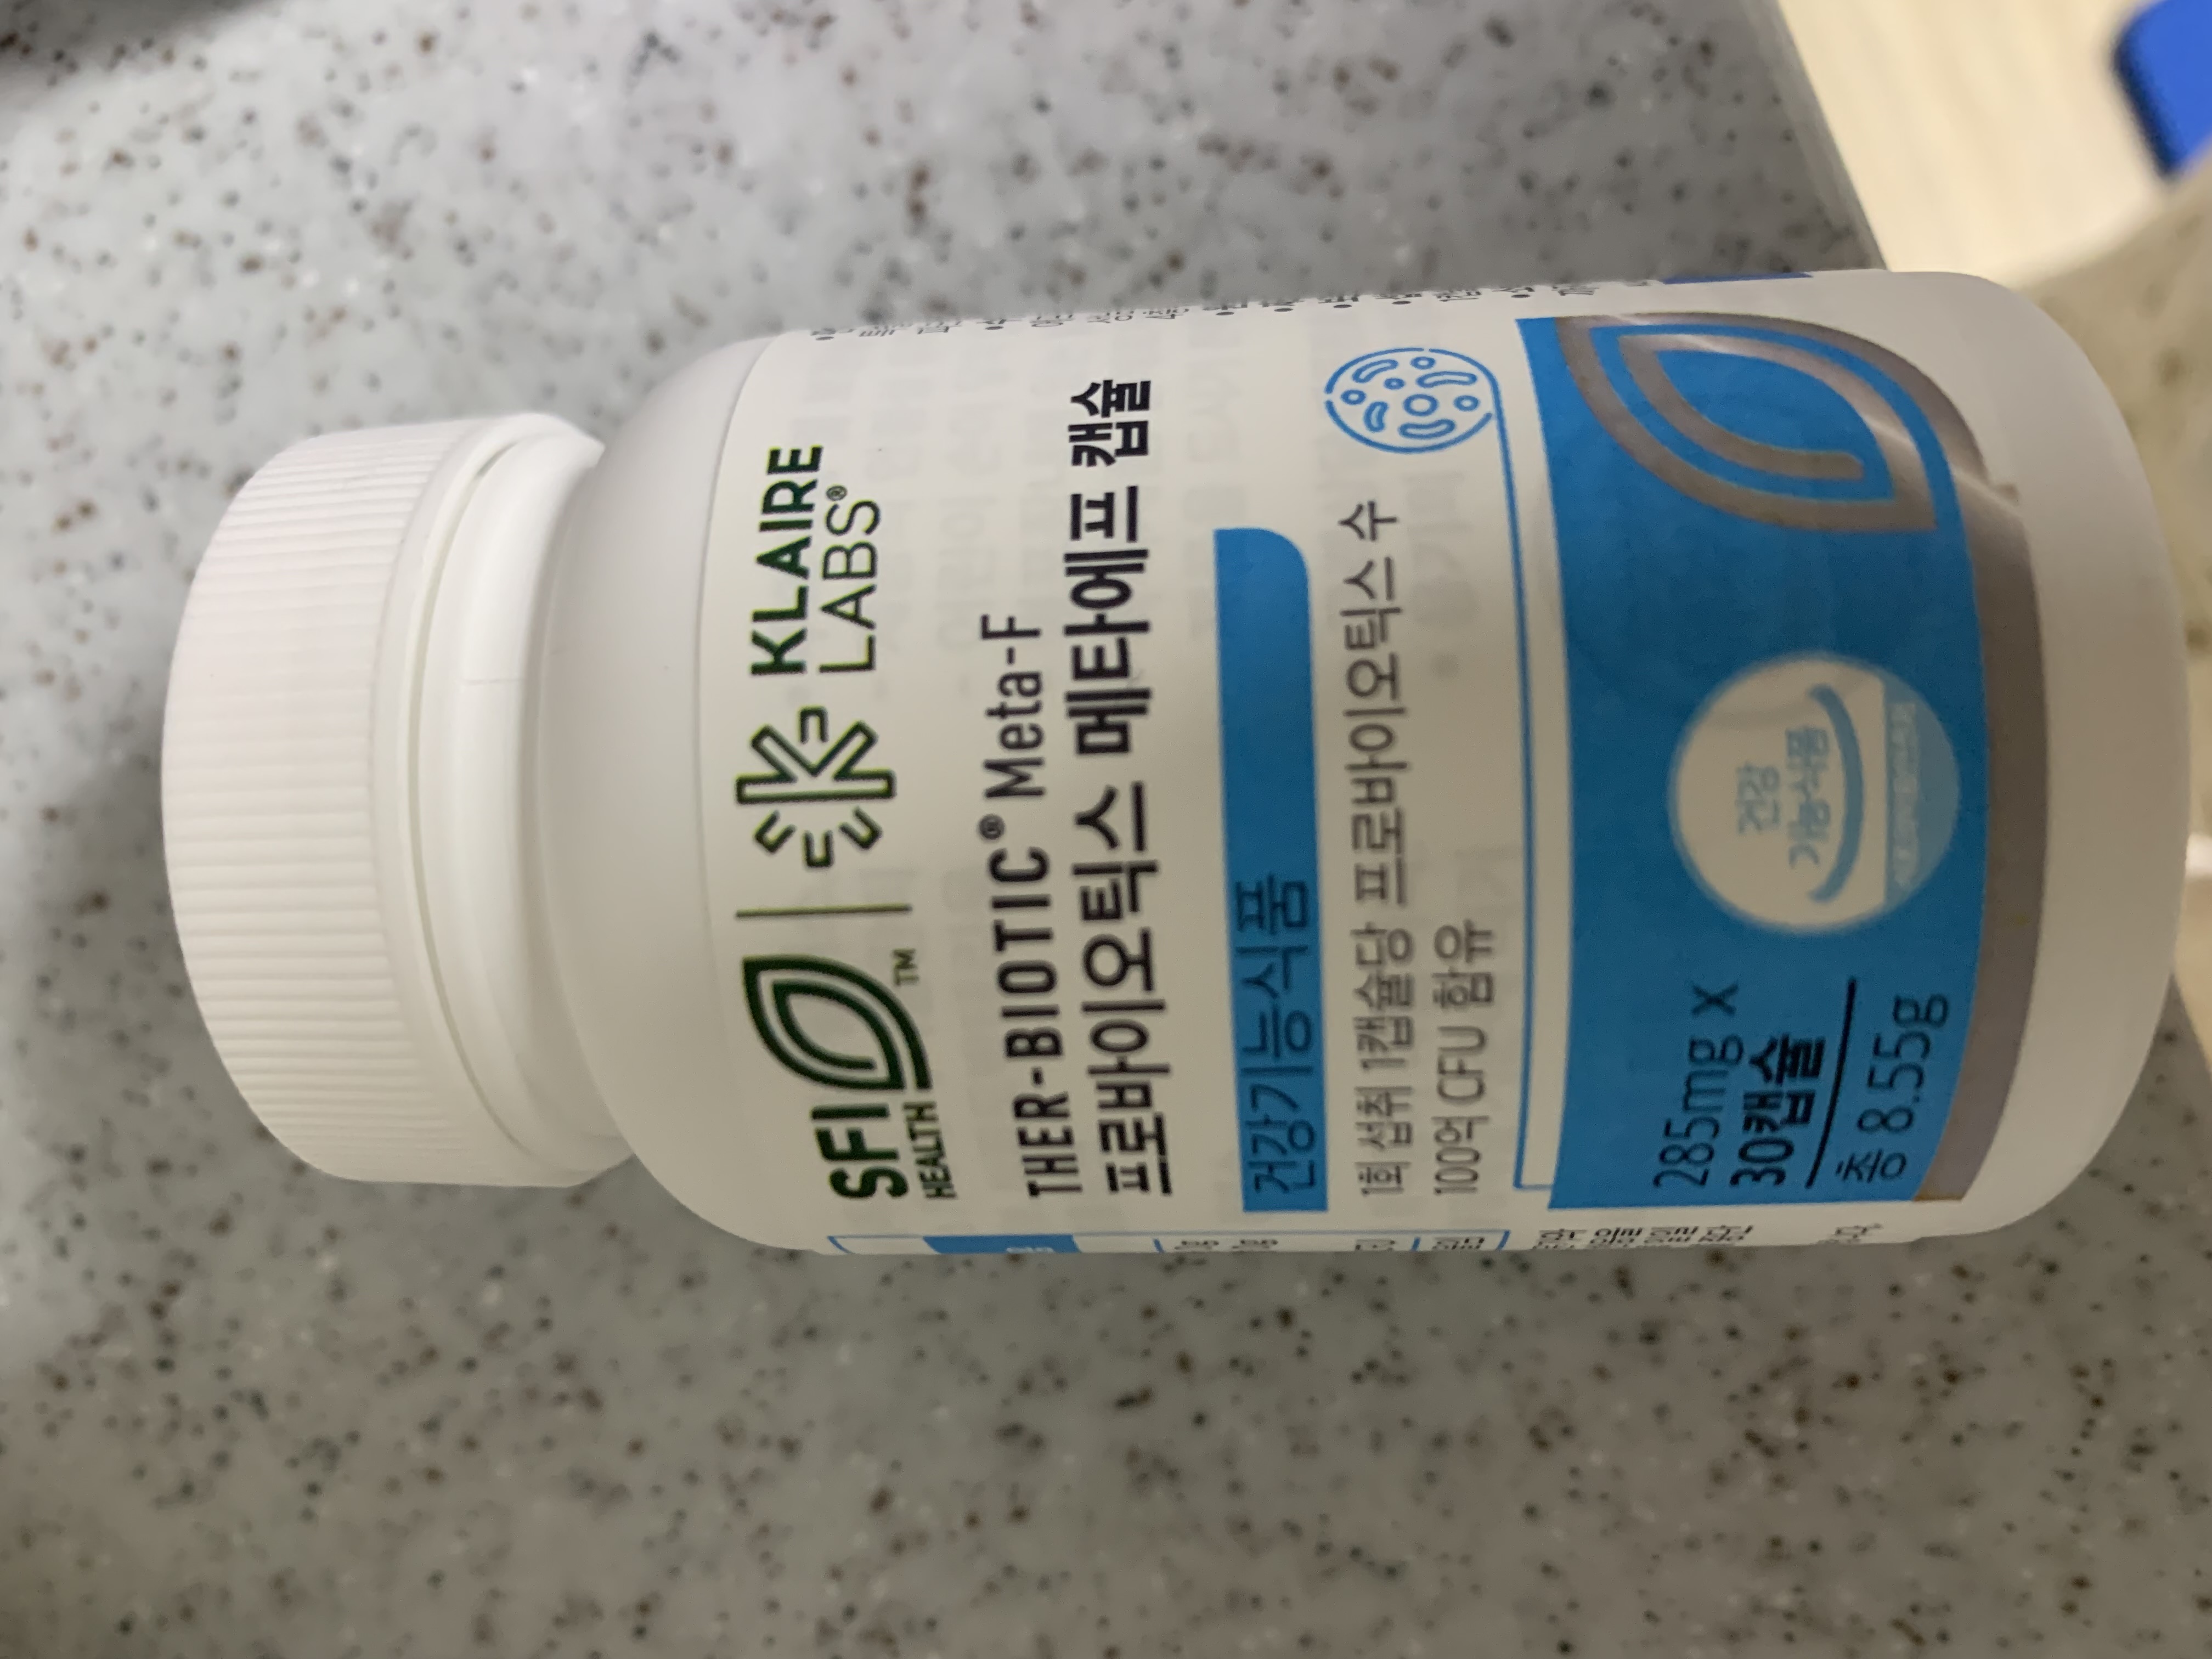 SFI
HEALTH™
KLAIRE
LABS®
THER-BIOTIC® Meta-F
프로바이오틱스 메타에프 캡슐
건강기능식품
1회 섭취 1캡슐당 프로바이오틱스 수
100억 CFU 함유
285mg X
30캡슐
총 8.55g
건강
기능식품